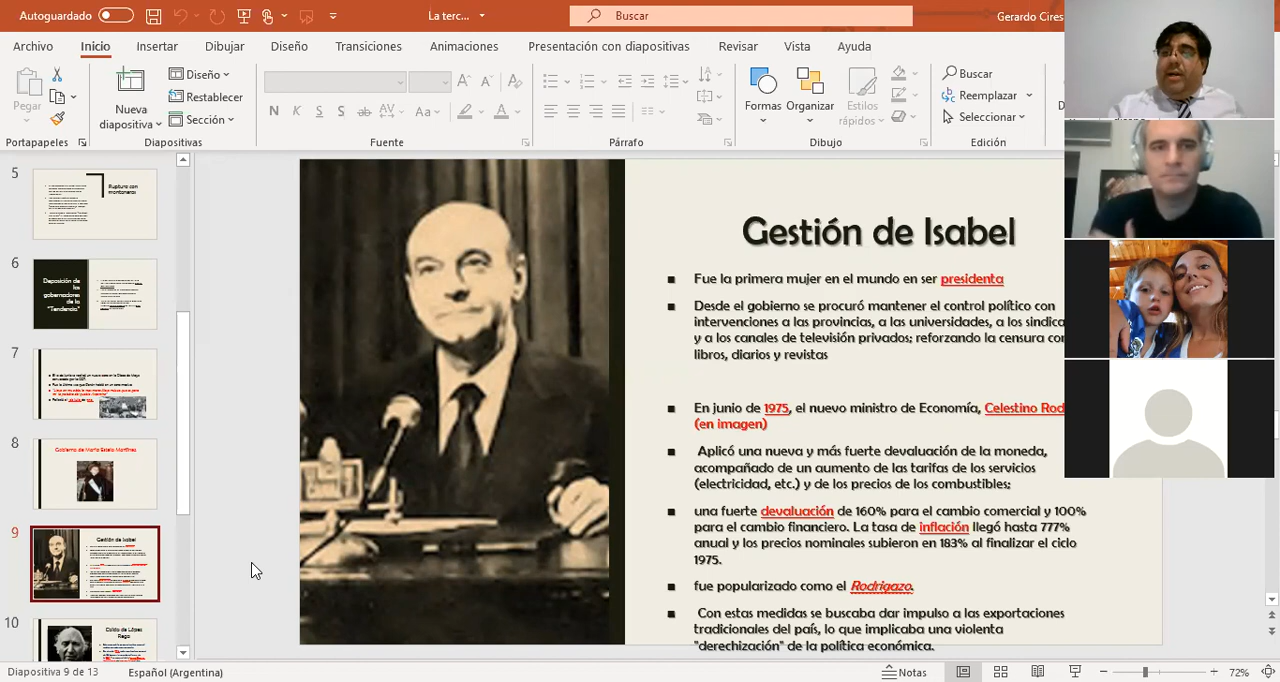 Autoguardado
La terc...
Buscar
Gerardo Cires
Archivo Inicio Insertar Dibujar Diseño Transiciones Animaciones Presentación con diapositivas Revisar Vista Ayuda
Pegar
Nueva
diapositiva
Diseño
Restablecer
Sección
N K S S ab AV Aa A
Formas Organizar Estilos
rápidos
Buscar
Reemplazar
Seleccionar
Portapapeles Diapositivas Fuente Párrafo Dibujo Edición
5
Ruptura con
montoneros
6
Deposición de
los
gobernadores
de la
"Tendencia"
7
8
Gobierno de María Estela Martínez
9
Gestión de Isabel
10
Caída de López
Rega
Gestión de Isabel
Fue la primera mujer en el mundo en ser presidenta
Desde el gobierno se procuró mantener el control político con
intervenciones a las provincias, a las universidades, a los sindica
y a los canales de televisión privados; reforzando la censura con
libros, diarios y revistas
En junio de 1975, el nuevo ministro de Economía, Celestino Rod
(en imagen)
Aplicó una nueva y más fuerte devaluación de la moneda,
acompañado de un aumento de las tarifas de los servicios
(electricidad, etc.) y de los precios de los combustibles;
una fuerte devaluación de 160% para el cambio comercial y 100%
para el cambio financiero. La tasa de inflación llegó hasta 777%
anual y los precios nominales subieron en 183% al finalizar el ciclo
1975.
fue popularizado como el Rodrigazo.
Con estas medidas se buscaba dar impulso a las exportaciones
tradicionales del país, lo que implicaba una violenta
"derechización" de la política económica.
Diapositiva 9 de 13 Español (Argentina) Notas 72%